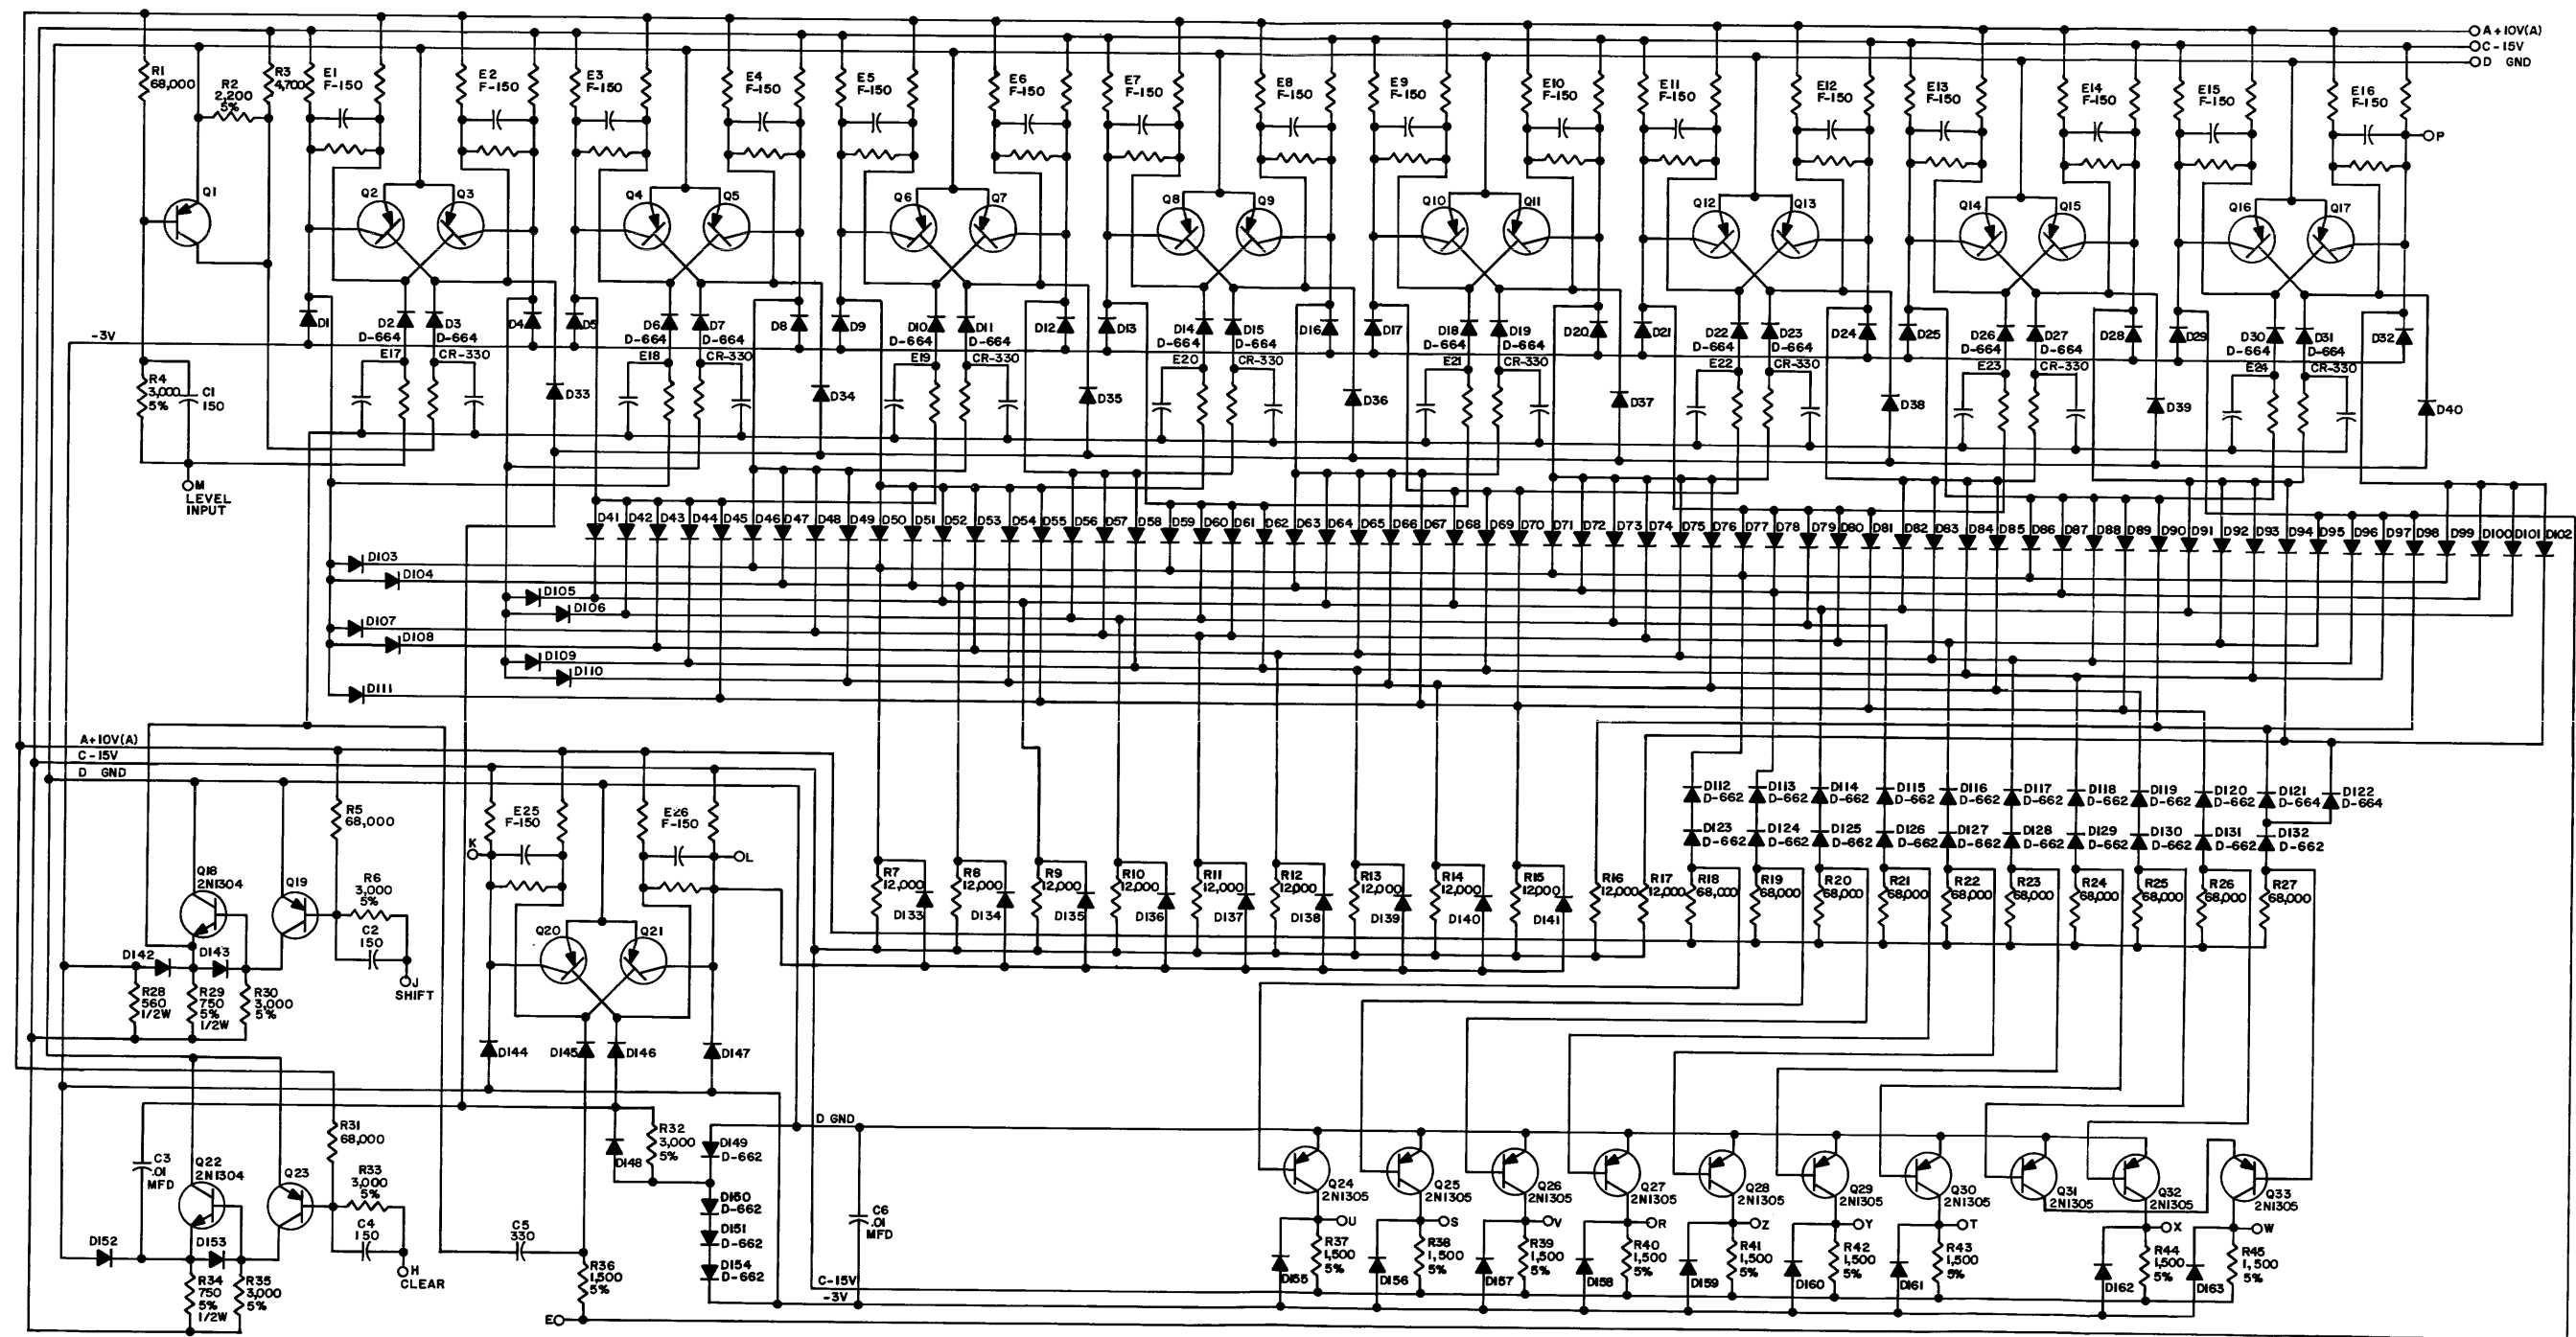 A+10V(A)
C-15V
D GND
R1
68,000
R2
2,200
5%
R3
4,700
E1
F-150
E2
F-150
E3
F-150
E4
F-150
E5
F-150
E6
F-150
E7
F-150
E8
F-150
E9
F-150
E10
F-150
E11
F-150
E12
F-150
E13
F-150
E14
F-150
E15
F-150
E16
F-150
P
Q1
Q2
Q3
Q4
Q5
Q6
Q7
Q8
Q9
Q10
Q11
Q12
Q13
Q14
Q15
Q16
Q17
-3V
D1
D2
D-664
D3
D-664
D4
D5
D6
D-664
D7
D-664
D8
D9
D10
D-664
D11
D-664
D12
D13
D14
D-664
D15
D-664
D16
D17
D18
D-664
D19
D-664
D20
D21
D22
D-664
D23
D-664
D24
D25
D26
D-664
D27
D-664
D28
D29
D30
D-664
D31
D-664
D32
E17
CR-330
E18
CR-330
E19
CR-330
E20
CR-330
E21
CR-330
E22
CR-330
E23
CR-330
E24
CR-330
R4
3,000
5%
C1
150
D33
D34
D35
D36
D37
D38
D39
D40
M
LEVEL
INPUT
D41 D42 D43 D44 D45 D46 D47 D48 D49 D50 D51 D52 D53 D54 D55 D56 D57 D58 D59 D60 D61 D62 D63 D64 D65 D66 D67 D68 D69 D70 D71 D72 D73 D74 D75 D76 D77 D78 D79 D80 D81 D82 D83 D84 D85 D86 D87 D88 D89 D90 D91 D92 D93 D94 D95 D96 D97 D98 D99 D100 D101 D102
D103
D104
D105
D106
D107
D108
D109
D110
D111
A+10V(A)
C-15V
D GND
R5
68,000
E25
F-150
E26
F-150
K
L
D112
D-662
D113
D-662
D114
D-662
D115
D-662
D116
D-662
D117
D-662
D118
D-662
D119
D-662
D120
D-662
D121
D-664
D122
D-664
D123
D-662
D124
D-662
D125
D-662
D126
D-662
D127
D-662
D128
D-662
D129
D-662
D130
D-662
D131
D-662
D132
D-662
Q18
2N1304
Q19
R6
3,000
5%
C2
150
J
SHIFT
R7
12,000
R8
12,000
R9
12,000
R10
12,000
R11
12,000
R12
12,000
R13
12,000
R14
12,000
R15
12,000
R16
12,000
R17
12,000
R18
68,000
R19
68,000
R20
68,000
R21
68,000
R22
68,000
R23
68,000
R24
68,000
R25
68,000
R26
68,000
R27
68,000
D133
D134
D135
D136
D137
D138
D139
D140
D141
Q20
Q21
D142
D143
R28
560
1/2W
R29
750
5%
1/2W
R30
3,000
5%
D144
D145
D146
D147
R31
68,000
C3
.01
MFD
Q22
2N1304
Q23
R33
3,000
5%
C4
150
H
CLEAR
D148
R32
3,000
5%
D149
D-662
D150
D-662
D151
D-662
D154
D-662
D GND
C6
.01
MFD
D152
D153
R34
750
5%
1/2W
R35
3,000
5%
C5
330
R36
1,500
5%
E
C-15V
-3V
Q24
2N1305
Q25
2N1305
Q26
2N1305
Q27
2N1305
Q28
2N1305
Q29
2N1305
Q30
2N1305
Q31
2N1305
Q32
2N1305
Q33
2N1305
U
S
V
R
Z
Y
T
X
W
R37
1,500
5%
R38
1,500
5%
R39
1,500
5%
R40
1,500
5%
R41
1,500
5%
R42
1,500
5%
R43
1,500
5%
R44
1,500
5%
R45
1,500
5%
D155
D156
D157
D158
D159
D160
D161
D162
D163